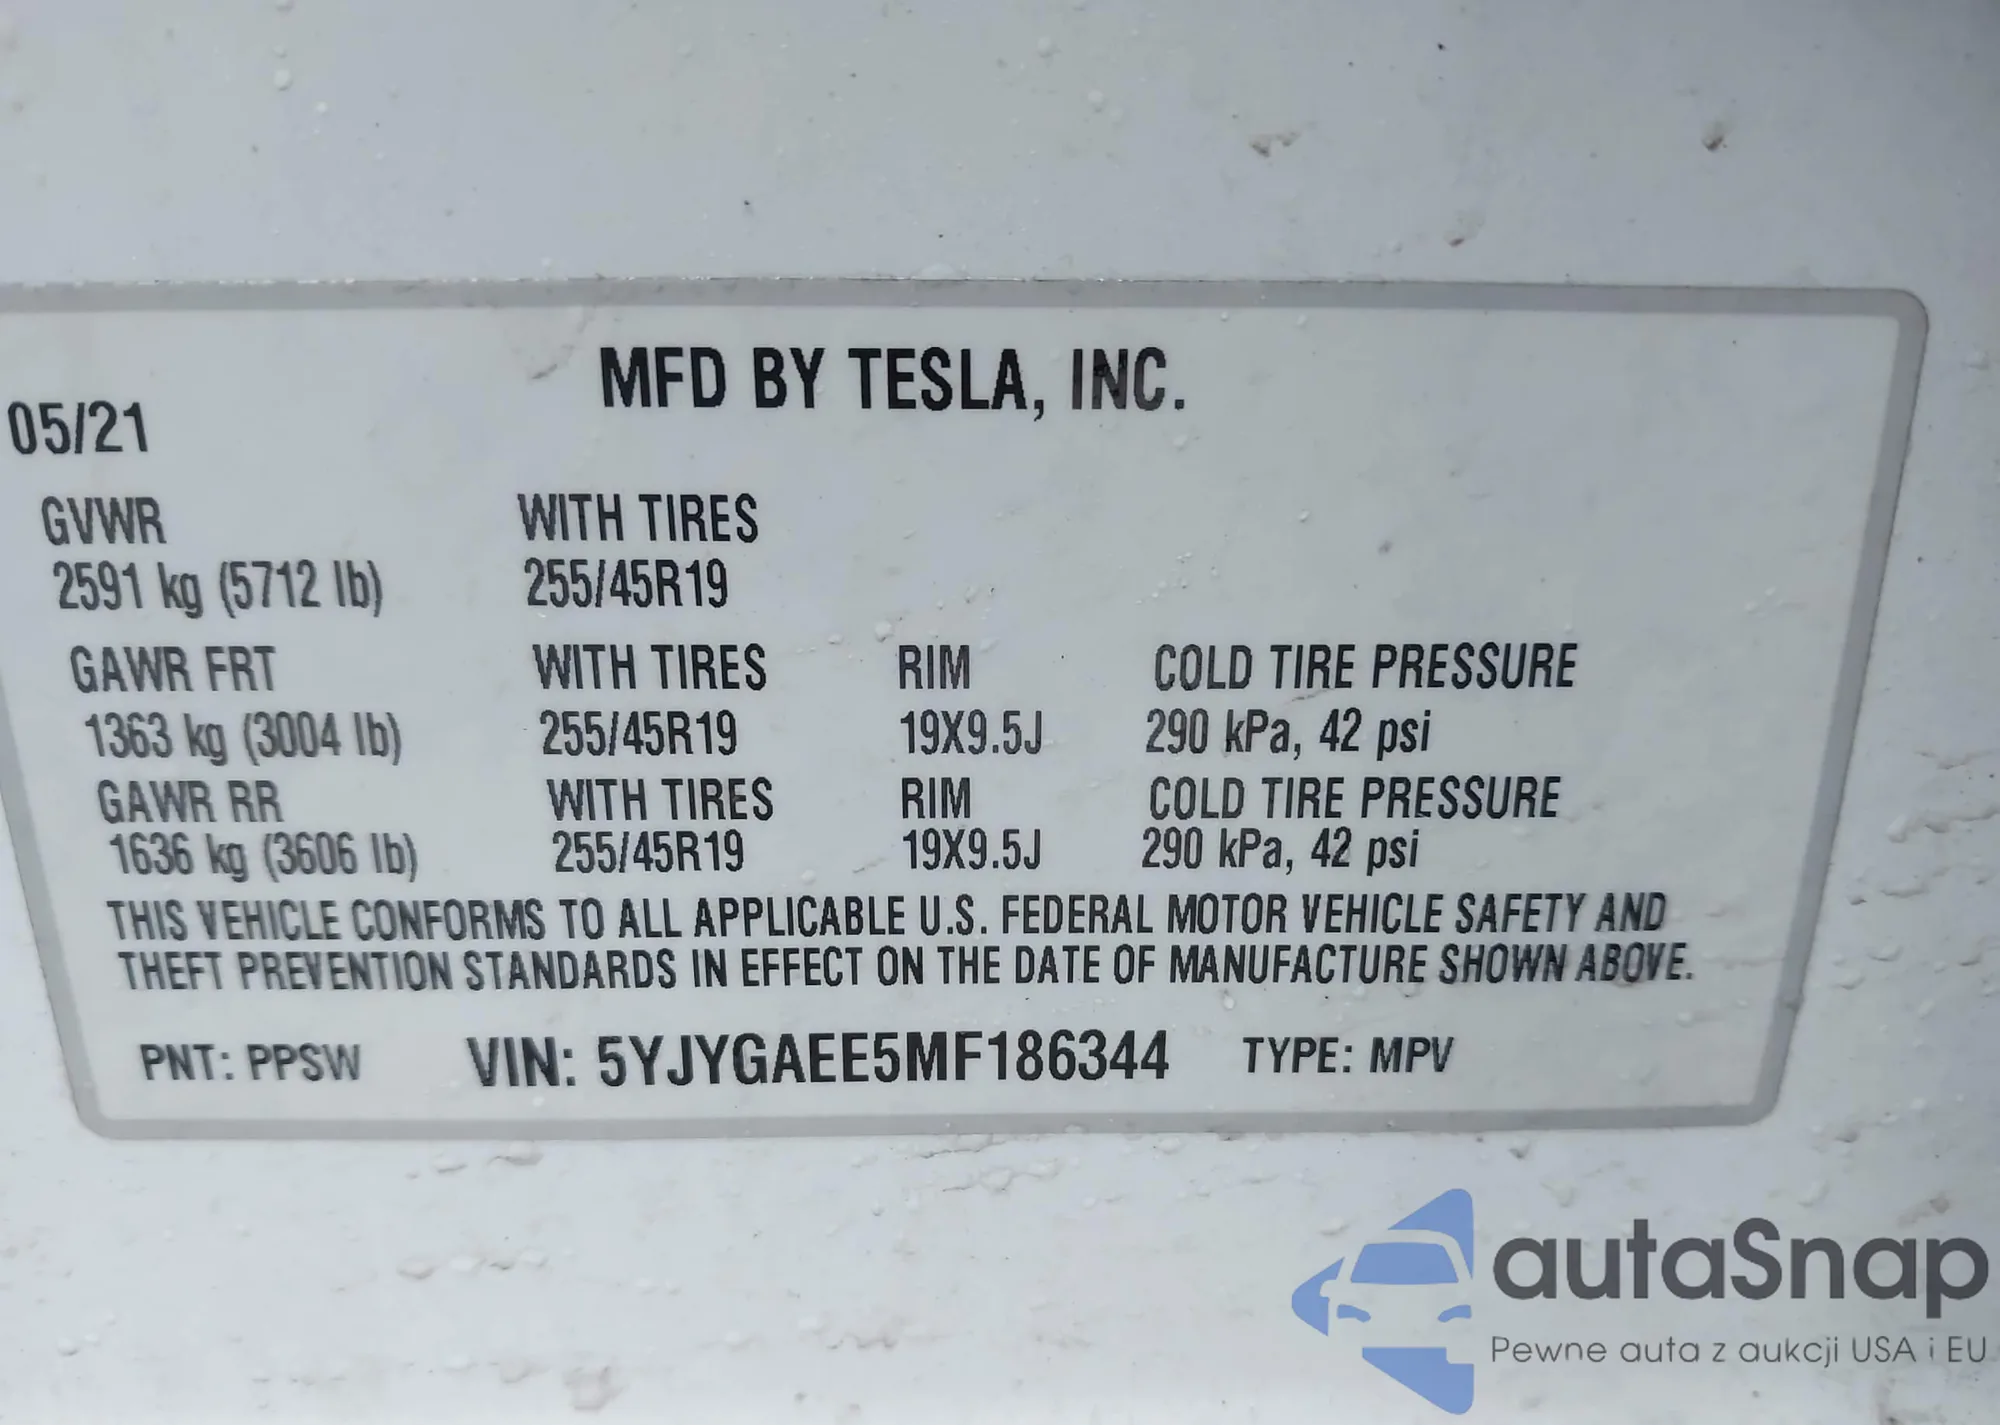 MFD BY TESLA, INC.
05/21
GVWR WITH TIRES
2591 kg (5712 lb) 255/45R19
GAWR FRT WITH TIRES RIM COLD TIRE PRESSURE
1363 kg (3004 lb) 255/45R19 19X9.5J 290 kPa, 42 psi
GAWR RR WITH TIRES RIM COLD TIRE PRESSURE
1636 kg (3606 lb) 255/45R19 19X9.5J 290 kPa, 42 psi
THIS VEHICLE CONFORMS TO ALL APPLICABLE U.S. FEDERAL MOTOR VEHICLE SAFETY AND
THEFT PREVENTION STANDARDS IN EFFECT ON THE DATE OF MANUFACTURE SHOWN ABOVE.
PNT: PPSW VIN: 5YJYGAEE5MF186344 TYPE: MPV
autaSnap
Pewne auta z aukcji USA i EU